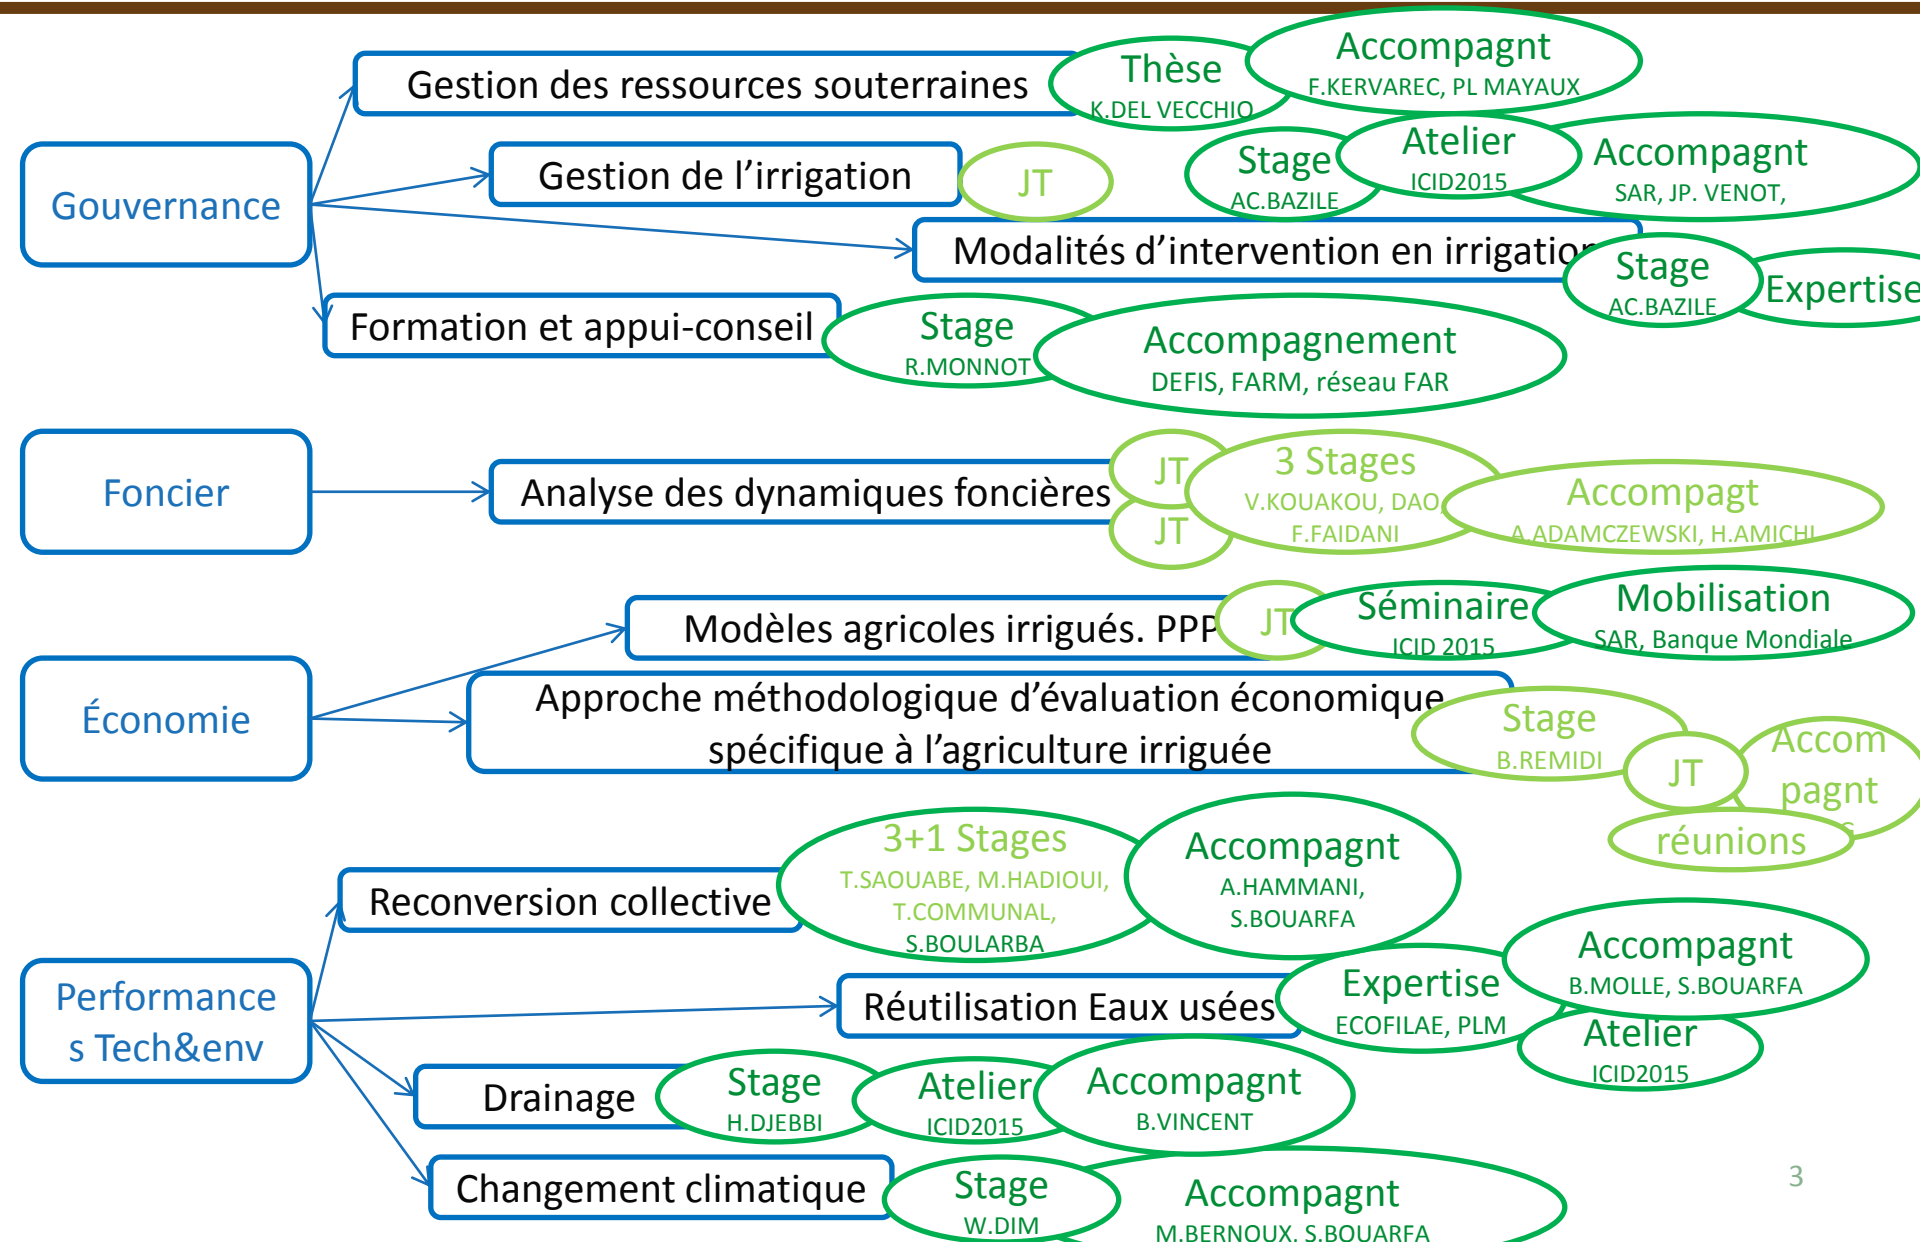 Gouvernance
Gestion des ressources souterraines
Thèse
K.DEL VECCHIO
Accompagnt
F.KERVAREC, PL MAYAUX
Gestion de l’irrigation
JT
Stage
AC.BAZILE
Atelier
ICID2015
Accompagnt
SAR, JP. VENOT,
Modalités d’intervention en irrigation
Stage
AC.BAZILE
Expertise
Formation et appui-conseil
Stage
R.MONNOT
Accompagnement
DEFIS, FARM, réseau FAR
Foncier
Analyse des dynamiques foncières
JT
JT
3 Stages
V.KOUAKOU, DAO,
F.FAIDANI
Accompagt
A.ADAMCZEWSKI, H.AMICHI
Économie
Modèles agricoles irrigués. PPP
JT
Séminaire
ICID 2015
Mobilisation
SAR, Banque Mondiale
Approche méthodologique d’évaluation économique
spécifique à l’agriculture irriguée
Stage
B.REMIDI
JT
Accom
pagnt
réunions
Performance
s Tech&env
Reconversion collective
3+1 Stages
T.SAOUABE, M.HADIOUI,
T.COMMUNAL,
S.BOULARBA
Accompagnt
A.HAMMANI,
S.BOUARFA
Réutilisation Eaux usées
Expertise
ECOFILAE, PLM
Accompagnt
B.MOLLE, S.BOUARFA
Atelier
ICID2015
Drainage
Stage
H.DJEBBI
Atelier
ICID2015
Accompagnt
B.VINCENT
Changement climatique
Stage
W.DIM
Accompagnt
M.BERNOUX, S.BOUARFA
3